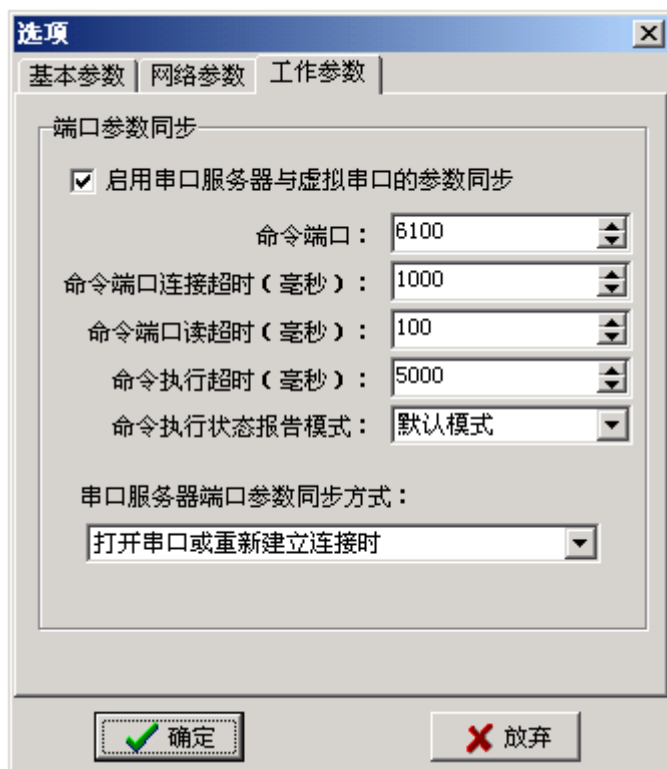 选项
基本参数 网络参数 工作参数
端口参数同步
启用串口服务器与虚拟串口的参数同步
命令端口： 6100
命令端口连接超时（毫秒）： 1000
命令端口读超时（毫秒）： 100
命令执行超时（毫秒）： 5000
命令执行状态报告模式： 默认模式
串口服务器端口参数同步方式：
打开串口或重新建立连接时
确定 放弃